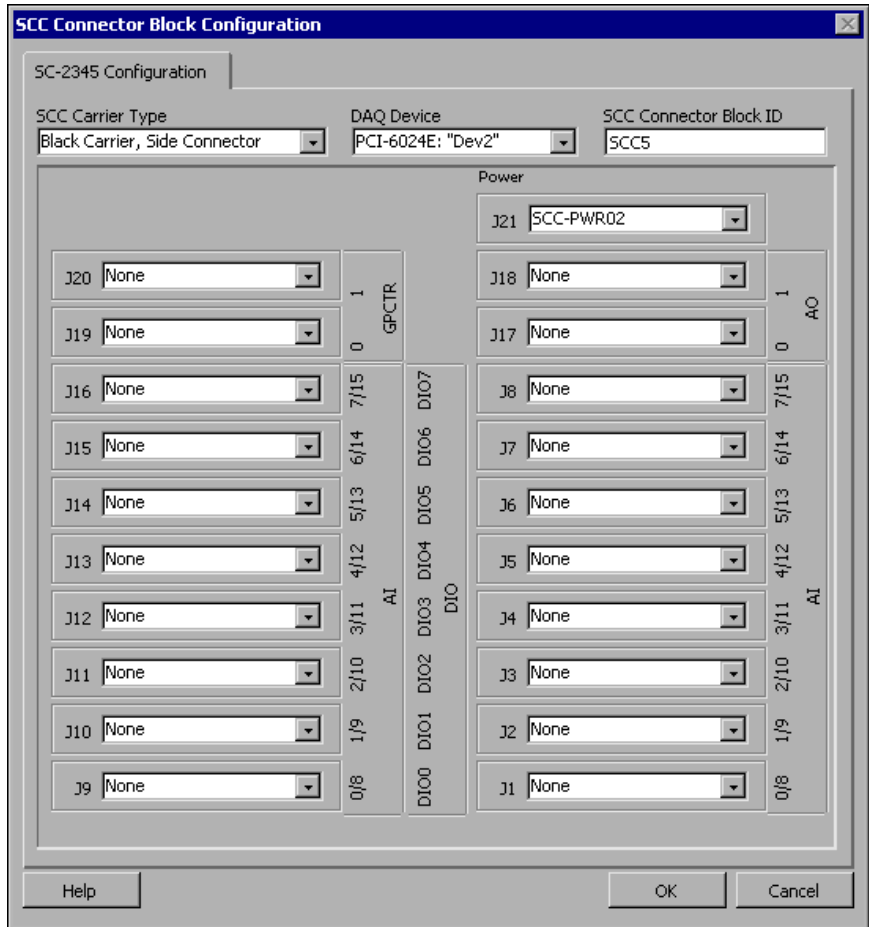 SCC Connector Block Configuration
SC-2345 Configuration
SCC Carrier Type
Black Carrier, Side Connector
DAQ Device
PCI-6024E: "Dev2"
SCC Connector Block ID
SCC5
Power
J21 SCC-PWR02
J20 None
J19 None
1
0
GPCTR
J18 None
J17 None
1
0
AO
J16 None
J15 None
J14 None
J13 None
J12 None
J11 None
J10 None
J9 None
7/15
6/14
5/13
4/12
3/11
2/10
1/9
0/8
AI
DIO7
DIO6
DIO5
DIO4
DIO3
DIO2
DIO1
DIO0
DIO
J8 None
J7 None
J6 None
J5 None
J4 None
J3 None
J2 None
J1 None
7/15
6/14
5/13
4/12
3/11
2/10
1/9
0/8
AI
Help
OK
Cancel